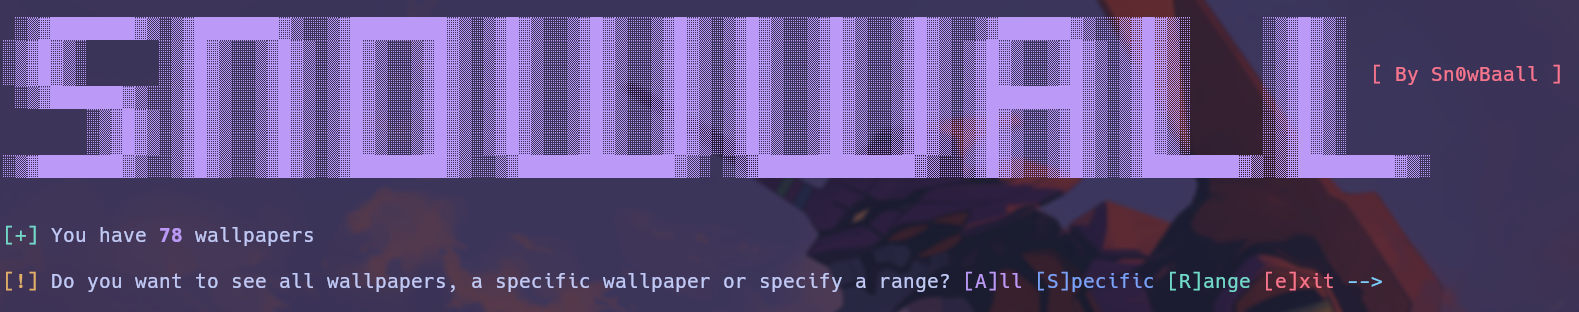 SNOWWALL
[ By Sn0wBaall ]
[+] You have 78 wallpapers
[!] Do you want to see all wallpapers, a specific wallpaper or specify a range? [A]ll [S]pecific [R]ange [e]xit -->